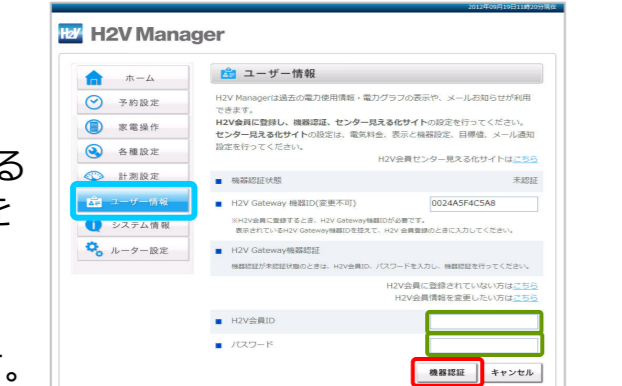 2012年09月19日11時20分現在
H2V H2V Manager
ホーム
予約設定
家電操作
各種設定
計測設定
ユーザー情報
システム情報
ルーター設定
ユーザー情報
H2V Managerは過去の電力使用情報・電力グラフの表示や、メールお知らせが利用
できます。
H2V会員に登録し、機器認証、センター見える化サイトの設定を行ってください。
センター見える化サイトの設定は、電気料金、表示と機器設定、目標値、メール通知
設定を行ってください。
H2V会員センター見える化サイトはこちら
機器認証状態 未認証
H2V Gateway 機器ID(変更不可) 0024A5F4C5A8
※H2V会員に登録するとき、H2V Gateway機器IDが必要です。
表示されているH2V Gateway機器IDを控えて、H2V 会員登録のときに入力してください。
H2V Gateway機器認証
機器認証が未認証状態のときは、H2V会員ID、パスワードを入力し、機器認証を行ってください。
H2V会員に登録されていない方はこちら
H2V会員情報を変更したい方はこちら
H2V会員ID
パスワード
機器認証 キャンセル
る
を
。